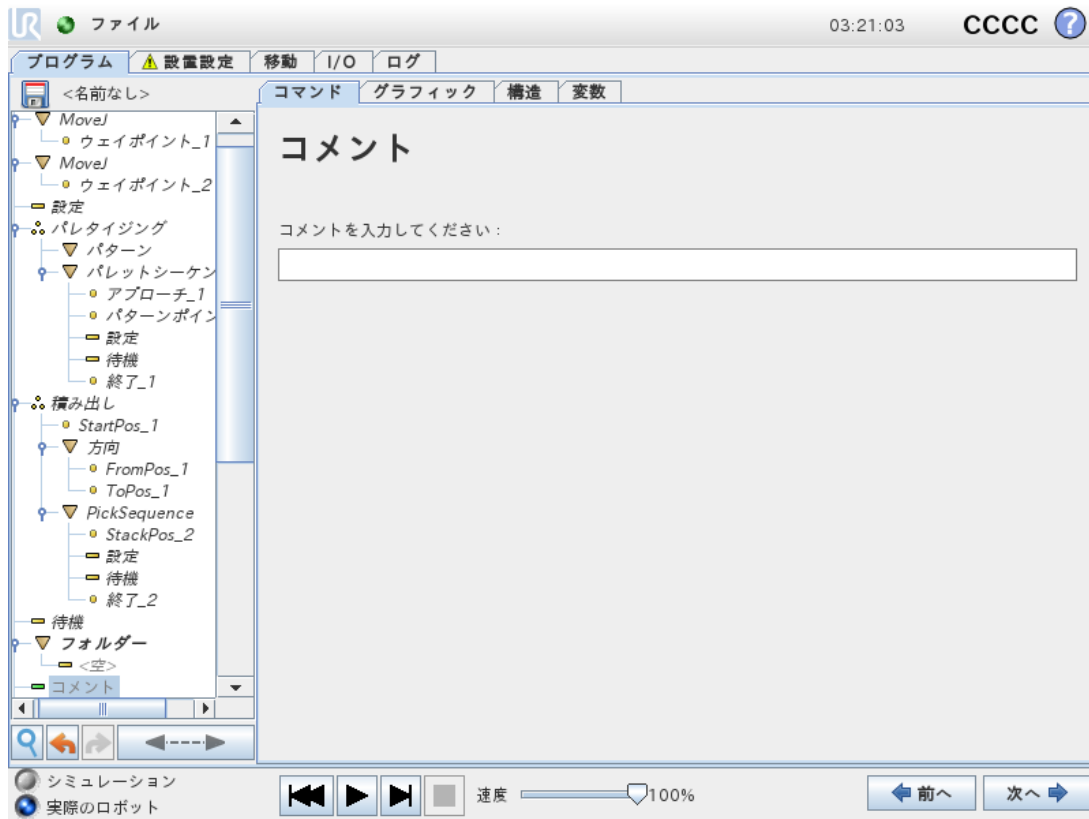 UR ファイル 03:21:03 CCCC ?
プログラム 設置設定 移動 I/O ログ
<名前なし>
コマンド グラフィック 構造 変数
MoveJ
ウェイポイント_1
MoveJ
ウェイポイント_2
設定
パレタイジング
パターン
パレットシーケン
アプローチ_1
パターンポイン
設定
待機
終了_1
積み出し
StartPos_1
方向
FromPos_1
ToPos_1
PickSequence
StackPos_2
設定
待機
終了_2
待機
フォルダー
<空>
コメント
コメント
コメントを入力してください :
シミュレーション
実際のロボット
速度 100%
前へ 次へ